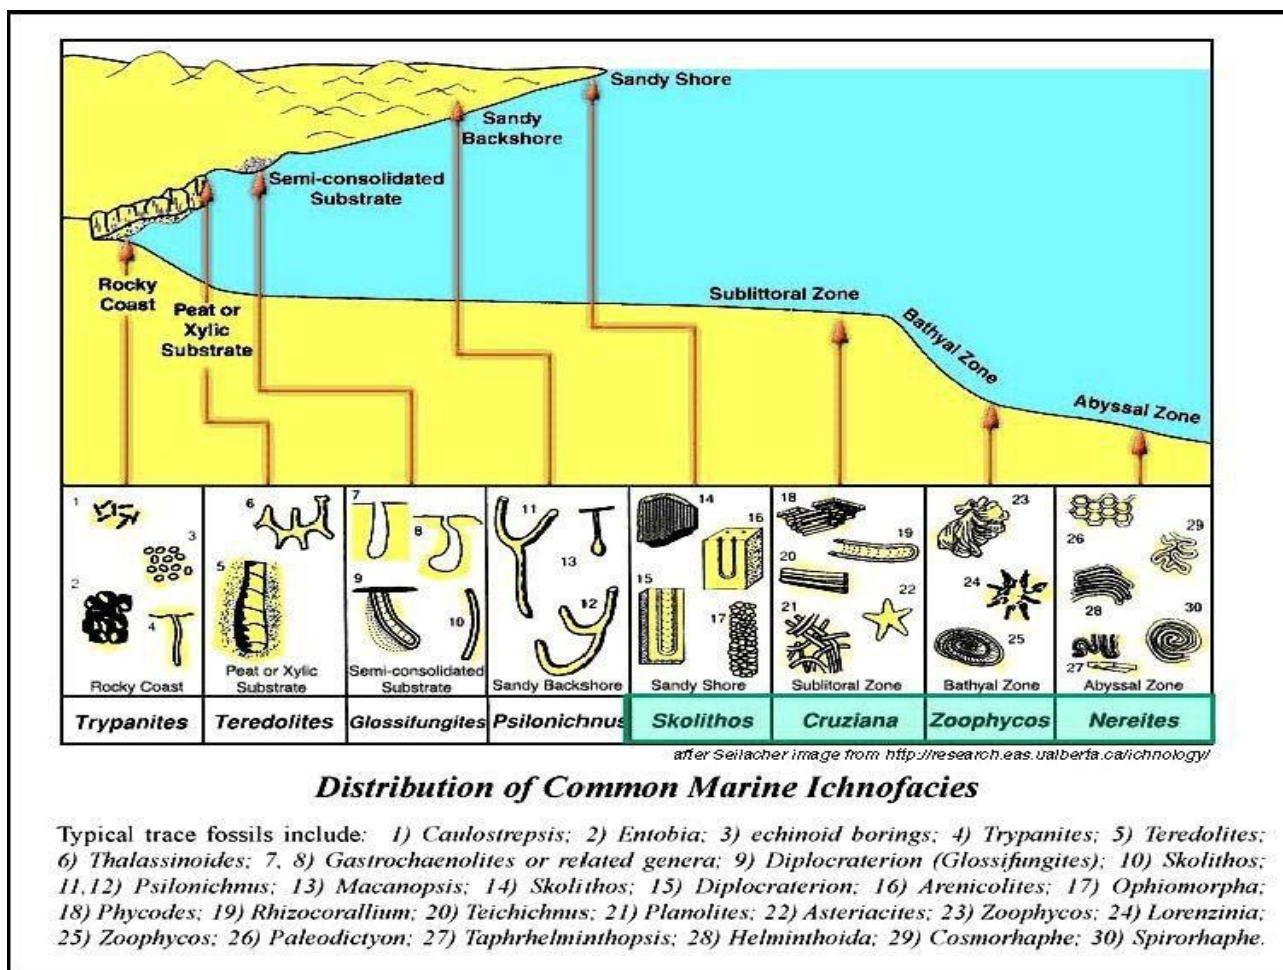 Sandy Shore
Sandy
Backshore
Semi-consolidated
Substrate
Rocky
Coast
Peat or
Xylic
Substrate
Sublittoral Zone
Bathyal Zone
Abyssal Zone
1
2
3
4
6
5
7
8
9
10
11
13
12
14
16
15
17
18
19
20
22
21
23
24
25
26
29
28
30
27
Rocky Coast
Peat or Xylic
Substrate
Semi-consolidated
Substrate
Sandy Backshore
Sandy Shore
Sublitoral Zone
Bathyal Zone
Abyssal Zone
Trypanites
Teredolites
Glossifungites
Psilonichnus
Skolithos
Cruziana
Zoophycos
Nereites
after Seilacher image from http://research.eas.ualberta.ca/ichnology/
Distribution of Common Marine Ichnofacies
Typical trace fossils include: 1) Caulostrepsis; 2) Entobia; 3) echinoid borings; 4) Trypanites; 5) Teredolites;
6) Thalassinoides; 7, 8) Gastrochaenolites or related genera; 9) Diplocraterion (Glossifungites); 10) Skolithos;
11,12) Psilonichnus; 13) Macanopsis; 14) Skolithos; 15) Diplocraterion; 16) Arenicolites; 17) Ophiomorpha;
18) Phycodes; 19) Rhizocorallium; 20) Teichichnus; 21) Planolites; 22) Asteriacites; 23) Zoophycos; 24) Lorenzinia;
25) Zoophycos; 26) Paleodictyon; 27) Taphrhelminthopsis; 28) Helminthoida; 29) Cosmorhaphe; 30) Spirorhaphe.